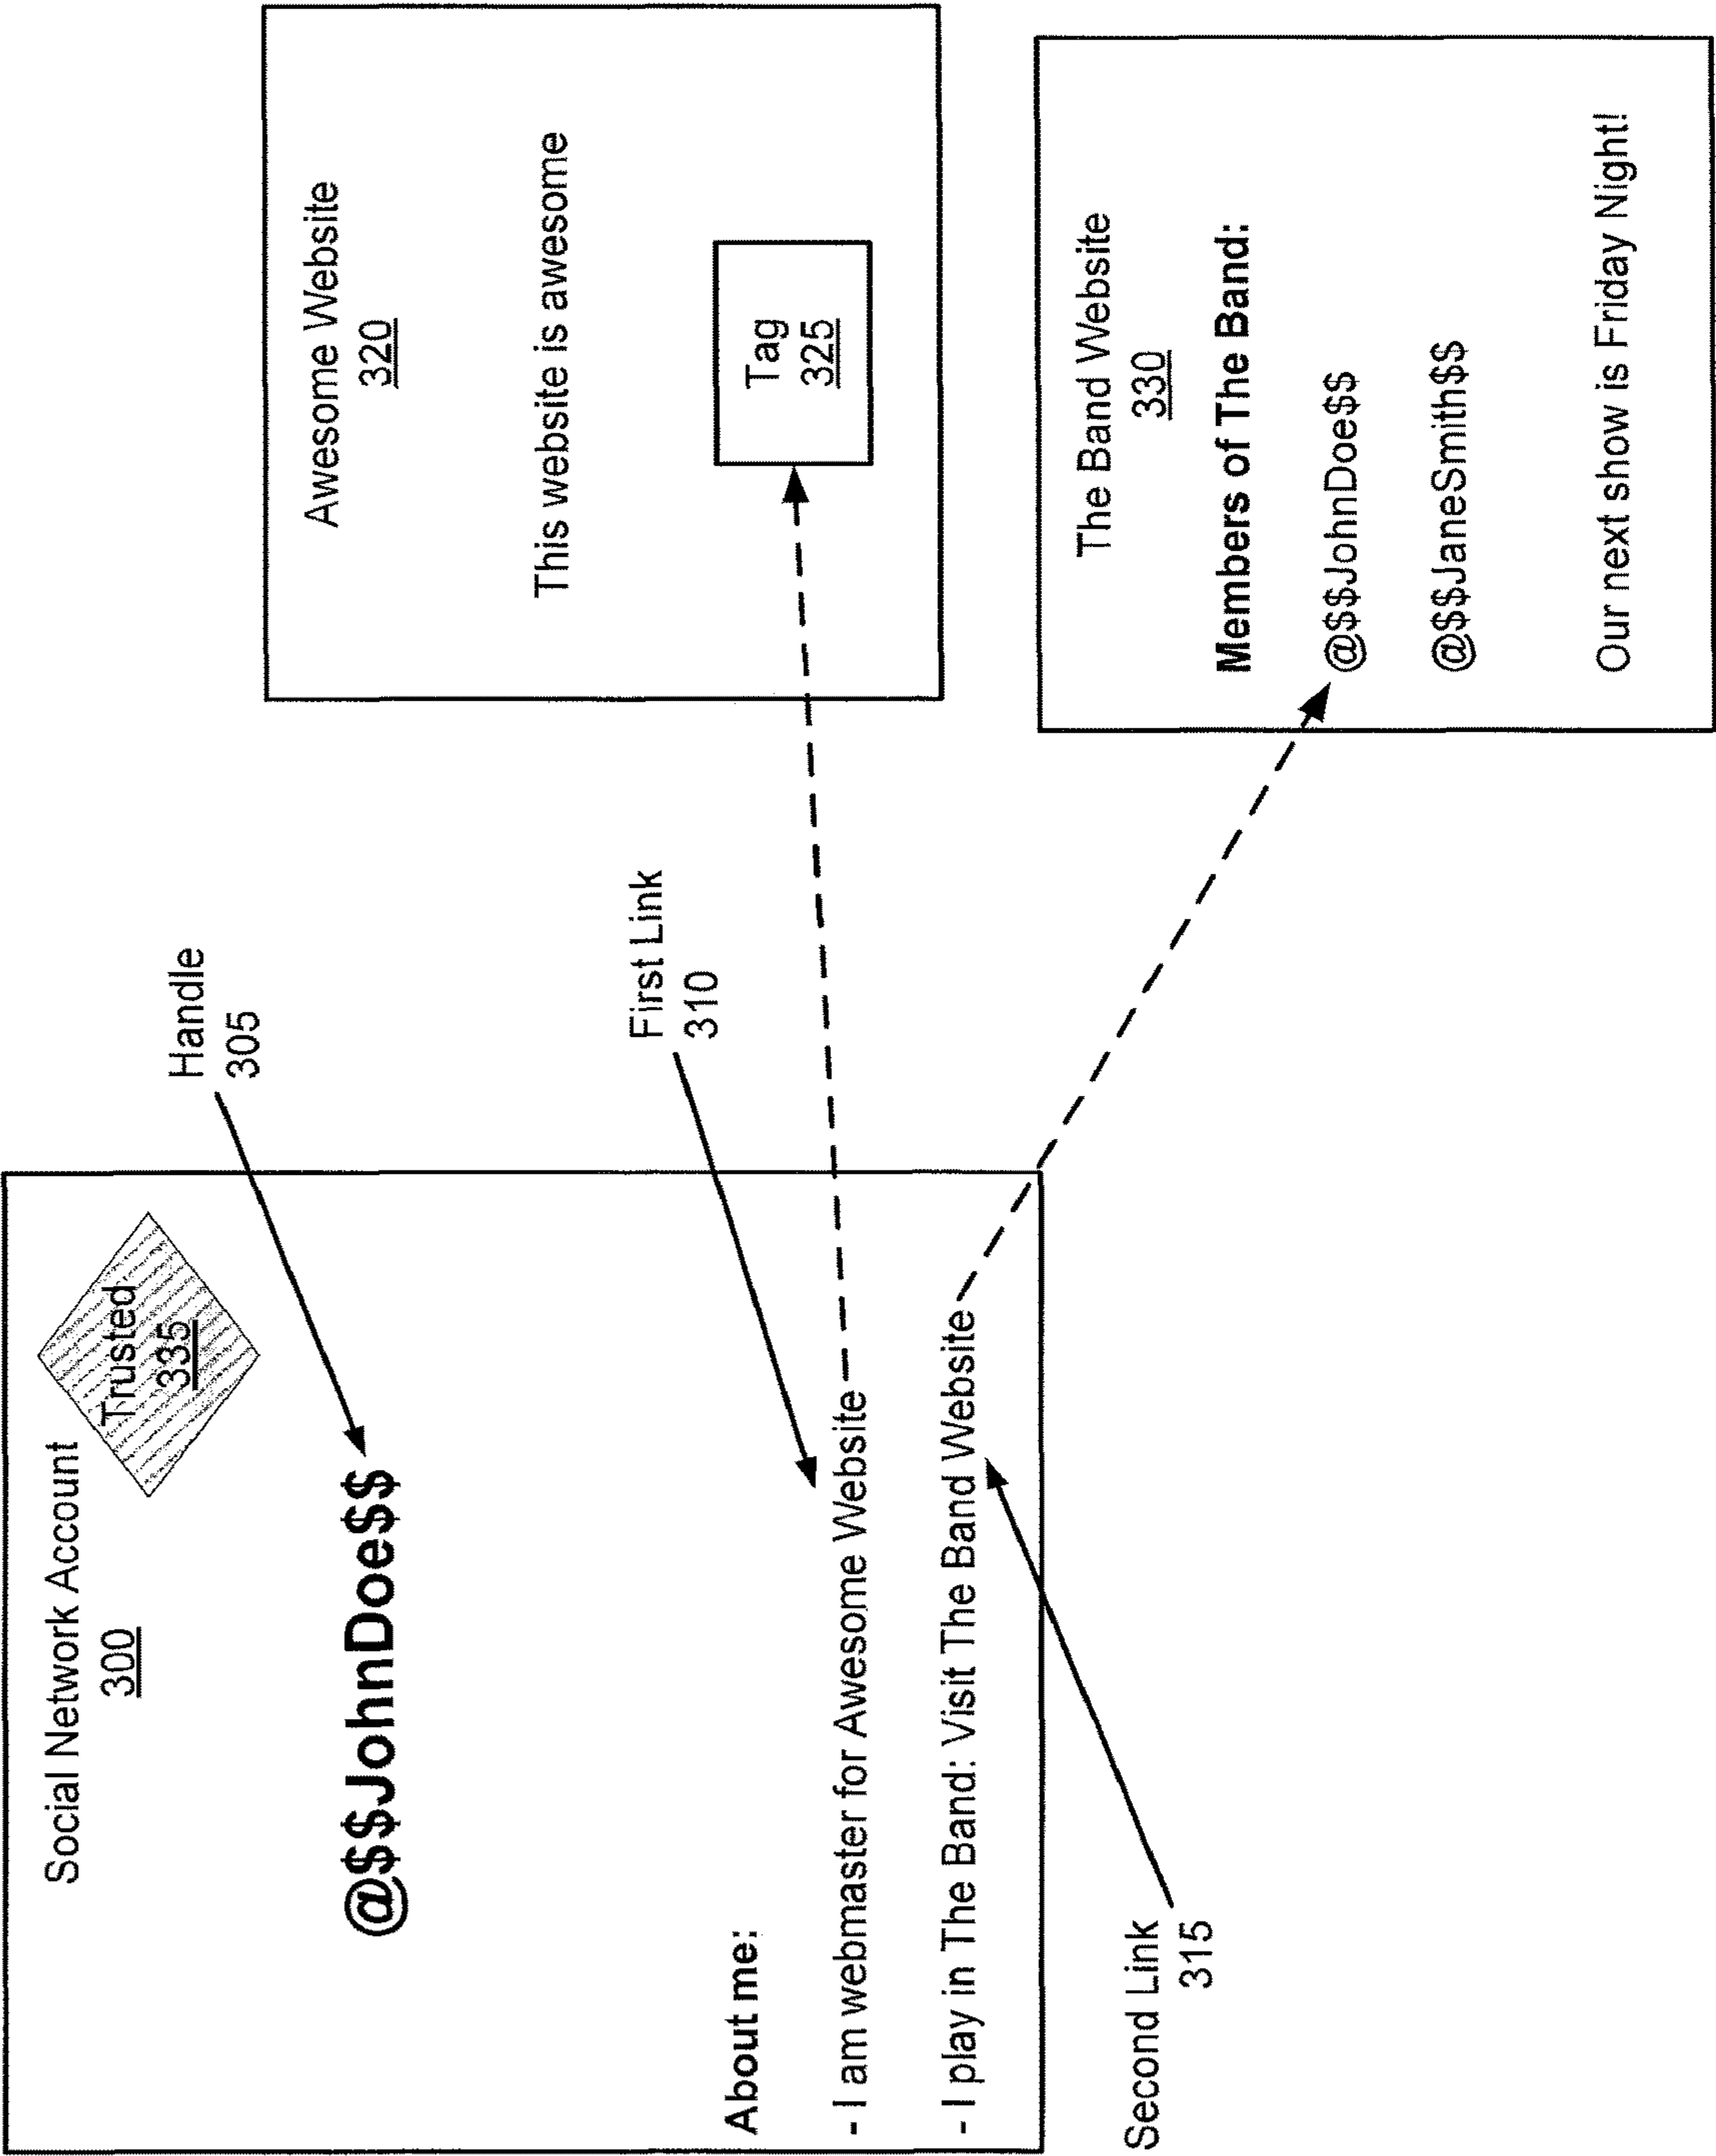 Social Network Account
300
Trusted
335
@$$JohnDoe$$
Handle
305
About me:
- I am webmaster for Awesome Website
- I play in The Band: Visit The Band Website
First Link
310
Second Link
315
Awesome Website
320
This website is awesome
Tag
325
The Band Website
330
Members of The Band:
@$$JohnDoe$$
@$$JaneSmith$$
Our next show is Friday Night!